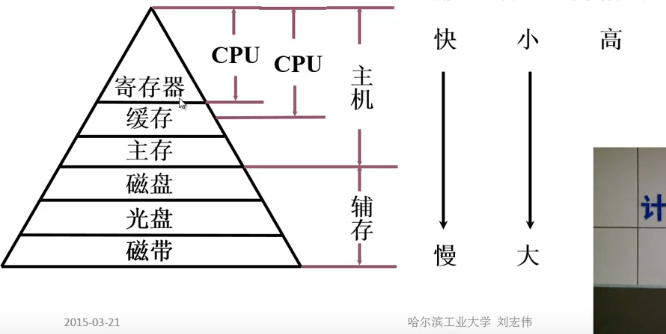 快 小 高
CPU
CPU
主机
寄存器
缓存
主存
磁盘
辅存
光盘
磁带
慢 大
计
2015-03-21
哈尔滨工业大学 刘宏伟